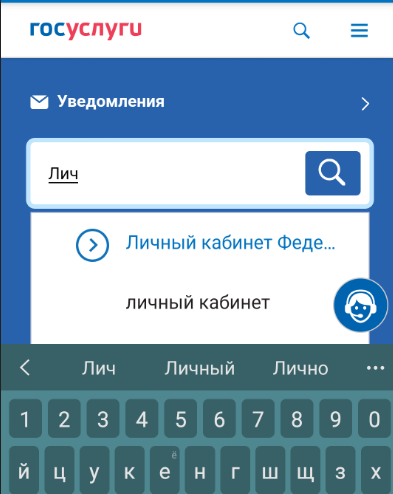 госуслуги
Уведомления
Лич
Личный кабинет Феде...
личный кабинет
Лич Личный Лично
1 2 3 4 5 6 7 8 9 0
ё
й ц у к е н г ш щ з х